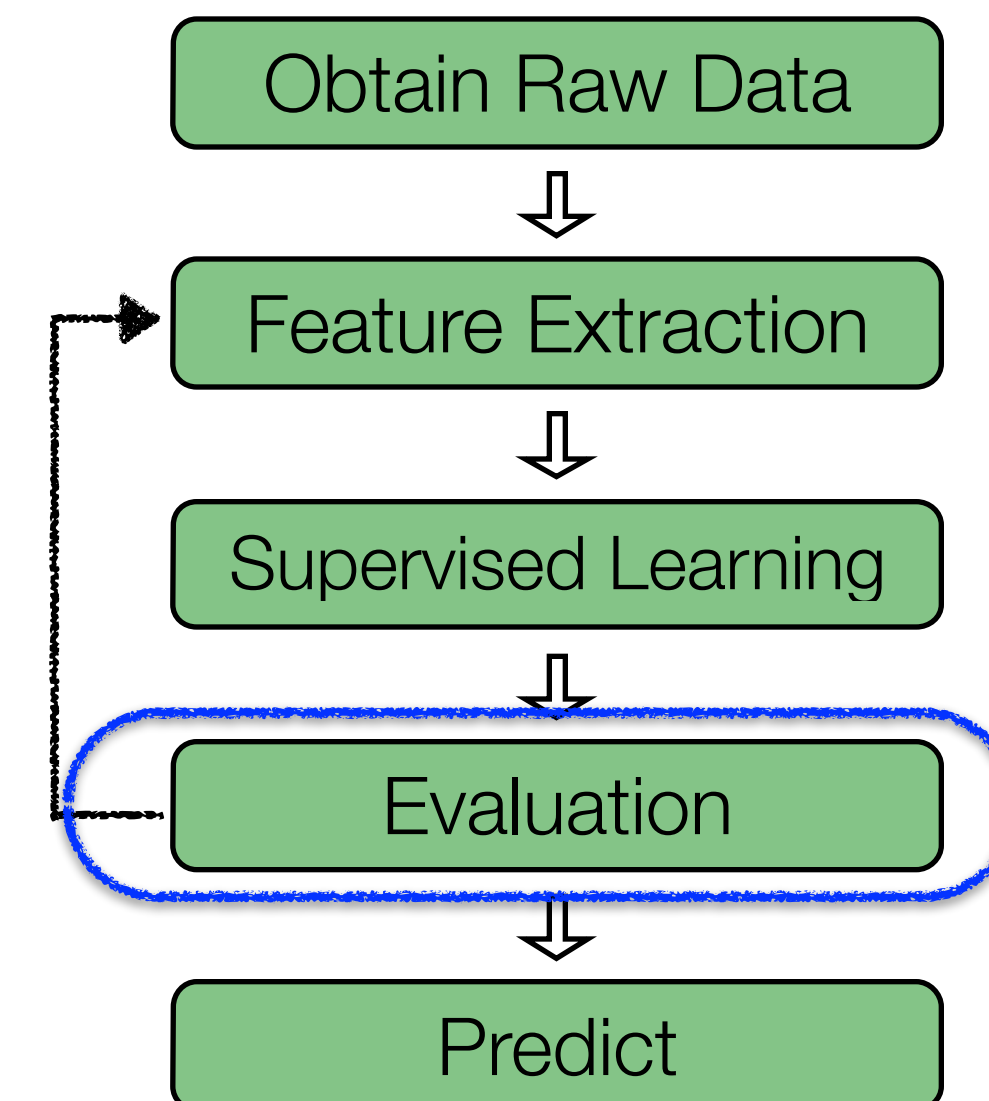 Obtain Raw Data
Feature Extraction
Supervised Learning
Evaluation
Predict